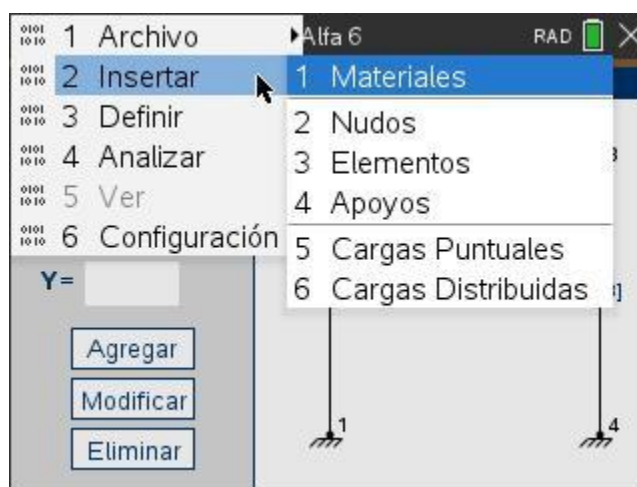 1 Archivo
2 Insertar
3 Definir
4 Analizar
5 Ver
6 Configuración
Alfa 6 RAD
1 Materiales
2 Nudos
3 Elementos
4 Apoyos
5 Cargas Puntuales
6 Cargas Distribuidas
Y=
Agregar
Modificar
Eliminar
1
4